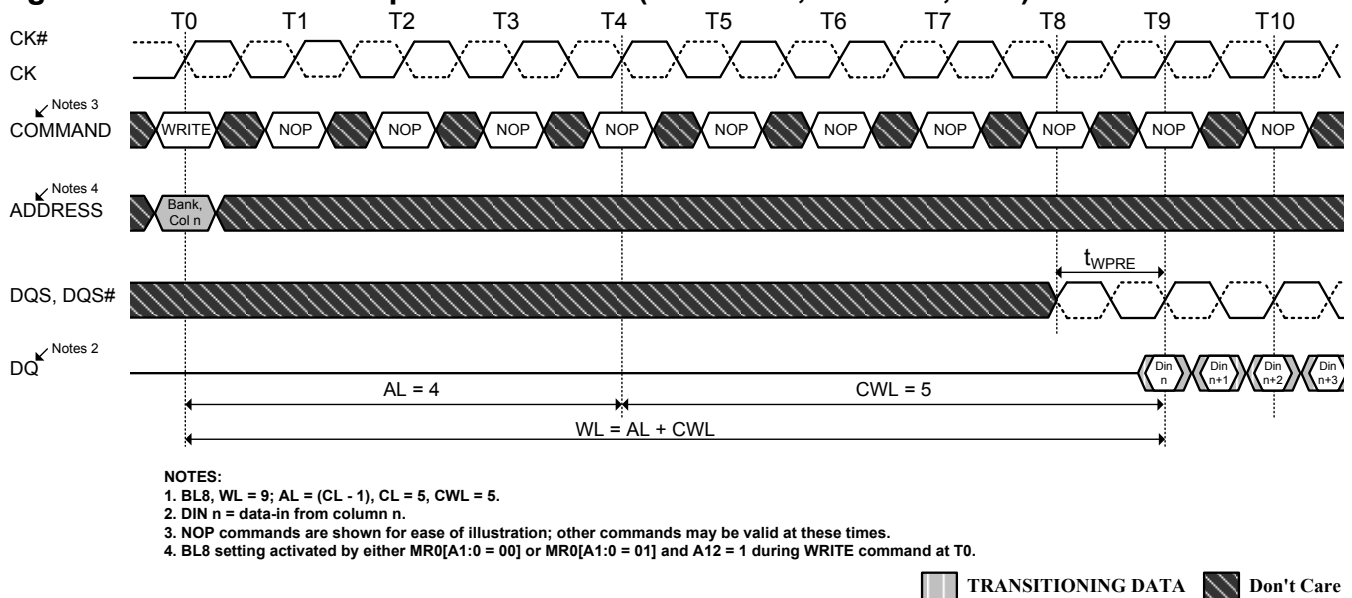 T0 T1 T2 T3 T4 T5 T6 T7 T8 T9 T10
CK#
CK
Notes 3
COMMAND WRITE NOP NOP NOP NOP NOP NOP NOP NOP NOP NOP
Notes 4
ADDRESS
Bank,
Col n
tWPRE
DQS, DQS#
Notes 2
DQ
Din
n
Din
n+1
Din
n+2
Din
n+3
AL = 4 CWL = 5
WL = AL + CWL
NOTES:
1. BL8, WL = 9; AL = (CL - 1), CL = 5, CWL = 5.
2. DIN n = data-in from column n.
3. NOP commands are shown for ease of illustration; other commands may be valid at these times.
4. BL8 setting activated by either MR0[A1:0 = 00] or MR0[A1:0 = 01] and A12 = 1 during WRITE command at T0.
TRANSITIONING DATA Don't Care